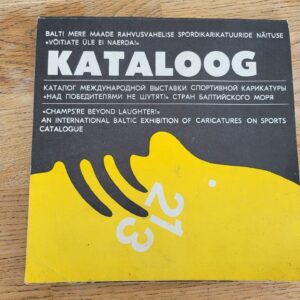 BALTI MERE MAADE RAHVUSVAHELISE SPORDIKARIKATUURIDE NÄITUSE
«VÕITJATE ÜLE EI NAERDA!»
KATALOOG
КАТАЛОГ МЕЖДУНАРОДНОЙ ВЫСТАВКИ СПОРТИВНОЙ КАРИКАТУРЫ
«НАД ПОБЕДИТЕЛЯМИ НЕ ШУТЯТ!» СТРАН БАЛТИЙСКОГО МОРЯ
«CHAMPS'RE BEYOND LAUGHTER!»
AN INTERNATIONAL BALTIC EXHIBITION OF CARICATURES ON SPORTS
CATALOGUE
213